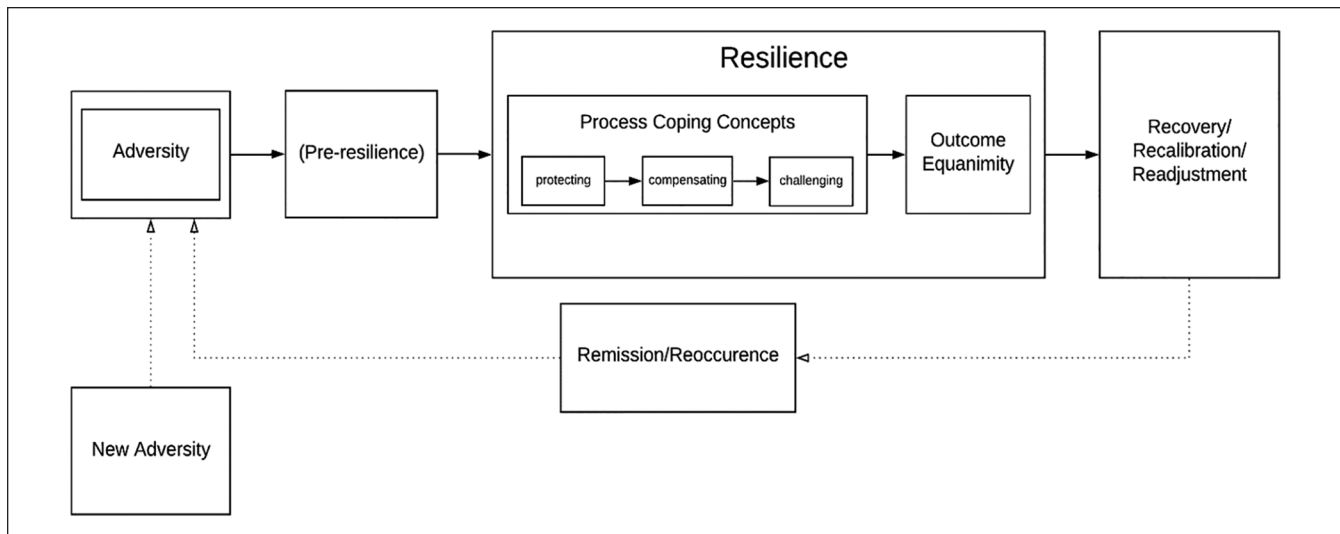 Resilience
Adversity
(Pre-resilience)
Process Coping Concepts
protecting
compensating
challenging
Outcome
Equanimity
Recovery/
Recalibration/
Readjustment
Remission/Reoccurence
New Adversity